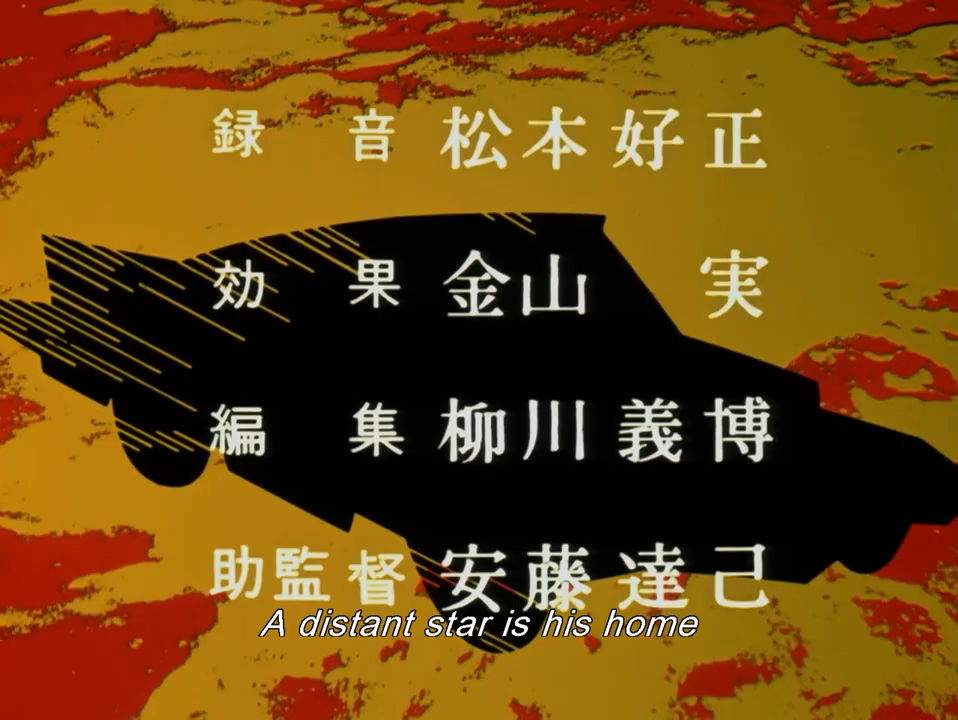 録音 松本好正
効果 金山 実
編集 柳川義博
助監督 安藤達己
A distant star is his home